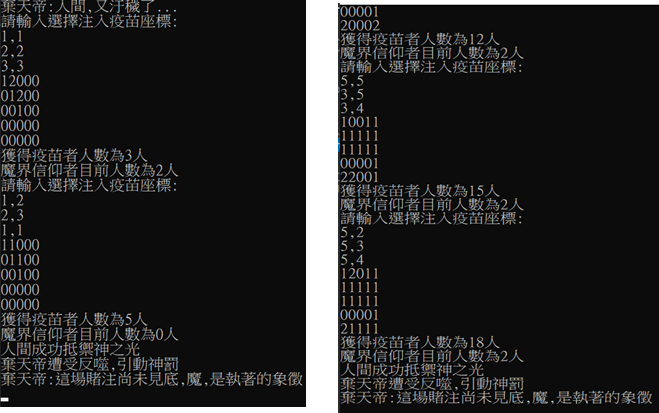 棄天帝:人間,又汙穢了...
請輸入選擇注入疫苗座標:
1,1
2,2
3,3
12000
01200
00100
00000
00000
獲得疫苗者人數為3人
魔界信仰者目前人數為2人
請輸入選擇注入疫苗座標:
1,2
2,3
1,1
11000
01100
00100
00000
00000
獲得疫苗者人數為5人
魔界信仰者目前人數為0人
人間成功抵禦神之光
棄天帝遭受反噬,引動神罰
棄天帝:這場賭注尚未見底,魔,是執著的象徵
00001
20002
獲得疫苗者人數為12人
魔界信仰者目前人數為2人
請輸入選擇注入疫苗座標:
5,5
3,5
3,4
10011
11111
11111
00001
22001
獲得疫苗者人數為15人
魔界信仰者目前人數為2人
請輸入選擇注入疫苗座標:
5,2
5,3
5,4
12011
11111
11111
00001
21111
獲得疫苗者人數為18人
魔界信仰者目前人數為2人
人間成功抵禦神之光
棄天帝遭受反噬,引動神罰
棄天帝:這場賭注尚未見底,魔,是執著的象徵